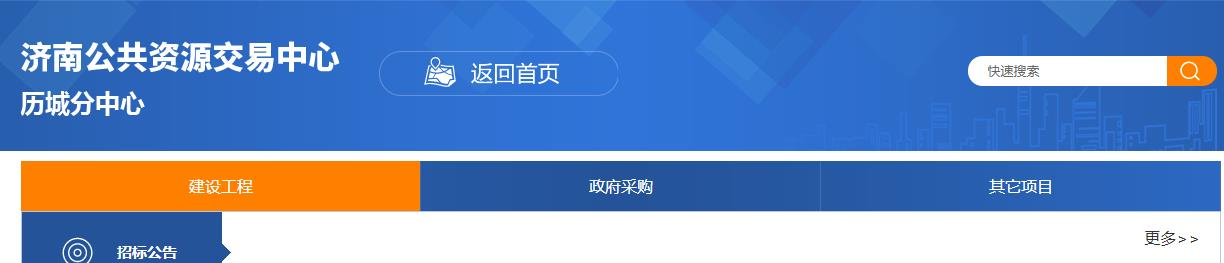 济南公共资源交易中心
历城分中心
返回首页
快速搜索
建设工程 政府采购 其它项目
招标公告
更多>>